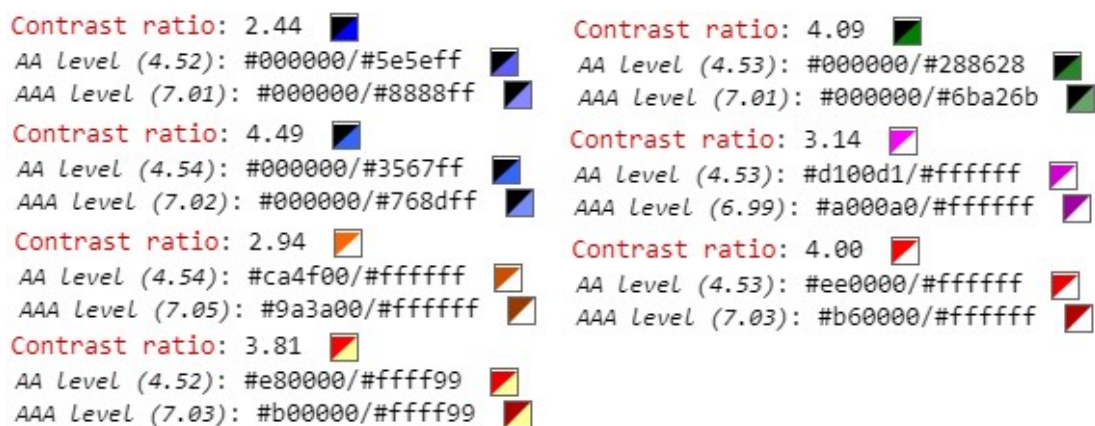 Contrast ratio: 2.44
AA level (4.52): #000000/#5e5eff
AAA level (7.01): #000000/#8888ff
Contrast ratio: 4.49
AA level (4.54): #000000/#3567ff
AAA level (7.02): #000000/#768dff
Contrast ratio: 2.94
AA level (4.54): #ca4f00/#ffffff
AAA level (7.05): #9a3a00/#ffffff
Contrast ratio: 3.81
AA level (4.52): #e80000/#ffff99
AAA level (7.03): #b00000/#ffff99
Contrast ratio: 4.09
AA level (4.53): #000000/#288628
AAA level (7.01): #000000/#6ba26b
Contrast ratio: 3.14
AA level (4.53): #d100d1/#ffffff
AAA level (6.99): #a000a0/#ffffff
Contrast ratio: 4.00
AA level (4.53): #ee0000/#ffffff
AAA level (7.03): #b60000/#ffffff